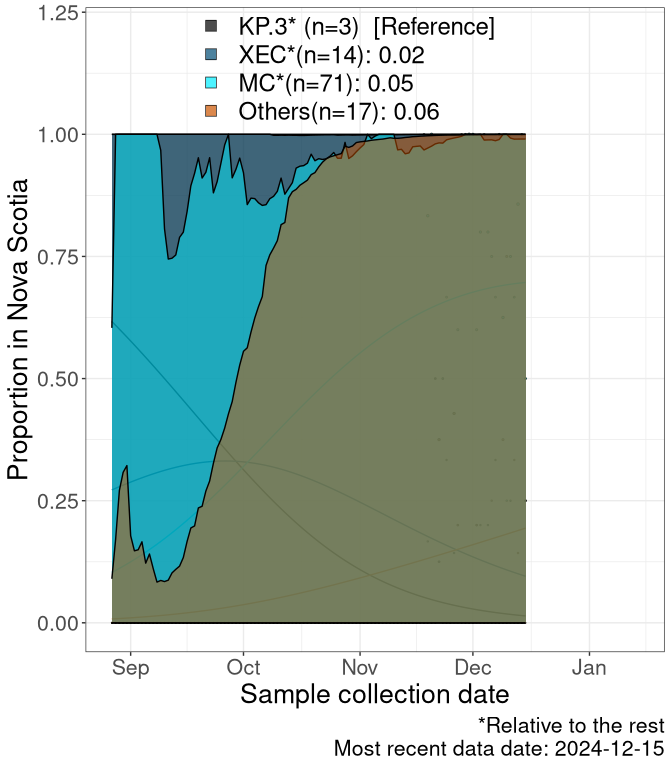 KP.3* (n=3)  [Reference]
XEC*(n=14): 0.02
MC*(n=71): 0.05
Others(n=17): 0.06
1.25
1.00
0.75
0.50
0.25
0.00
Proportion in Nova Scotia
Sep Oct Nov Dec Jan
Sample collection date
*Relative to the rest
Most recent data date: 2024-12-15